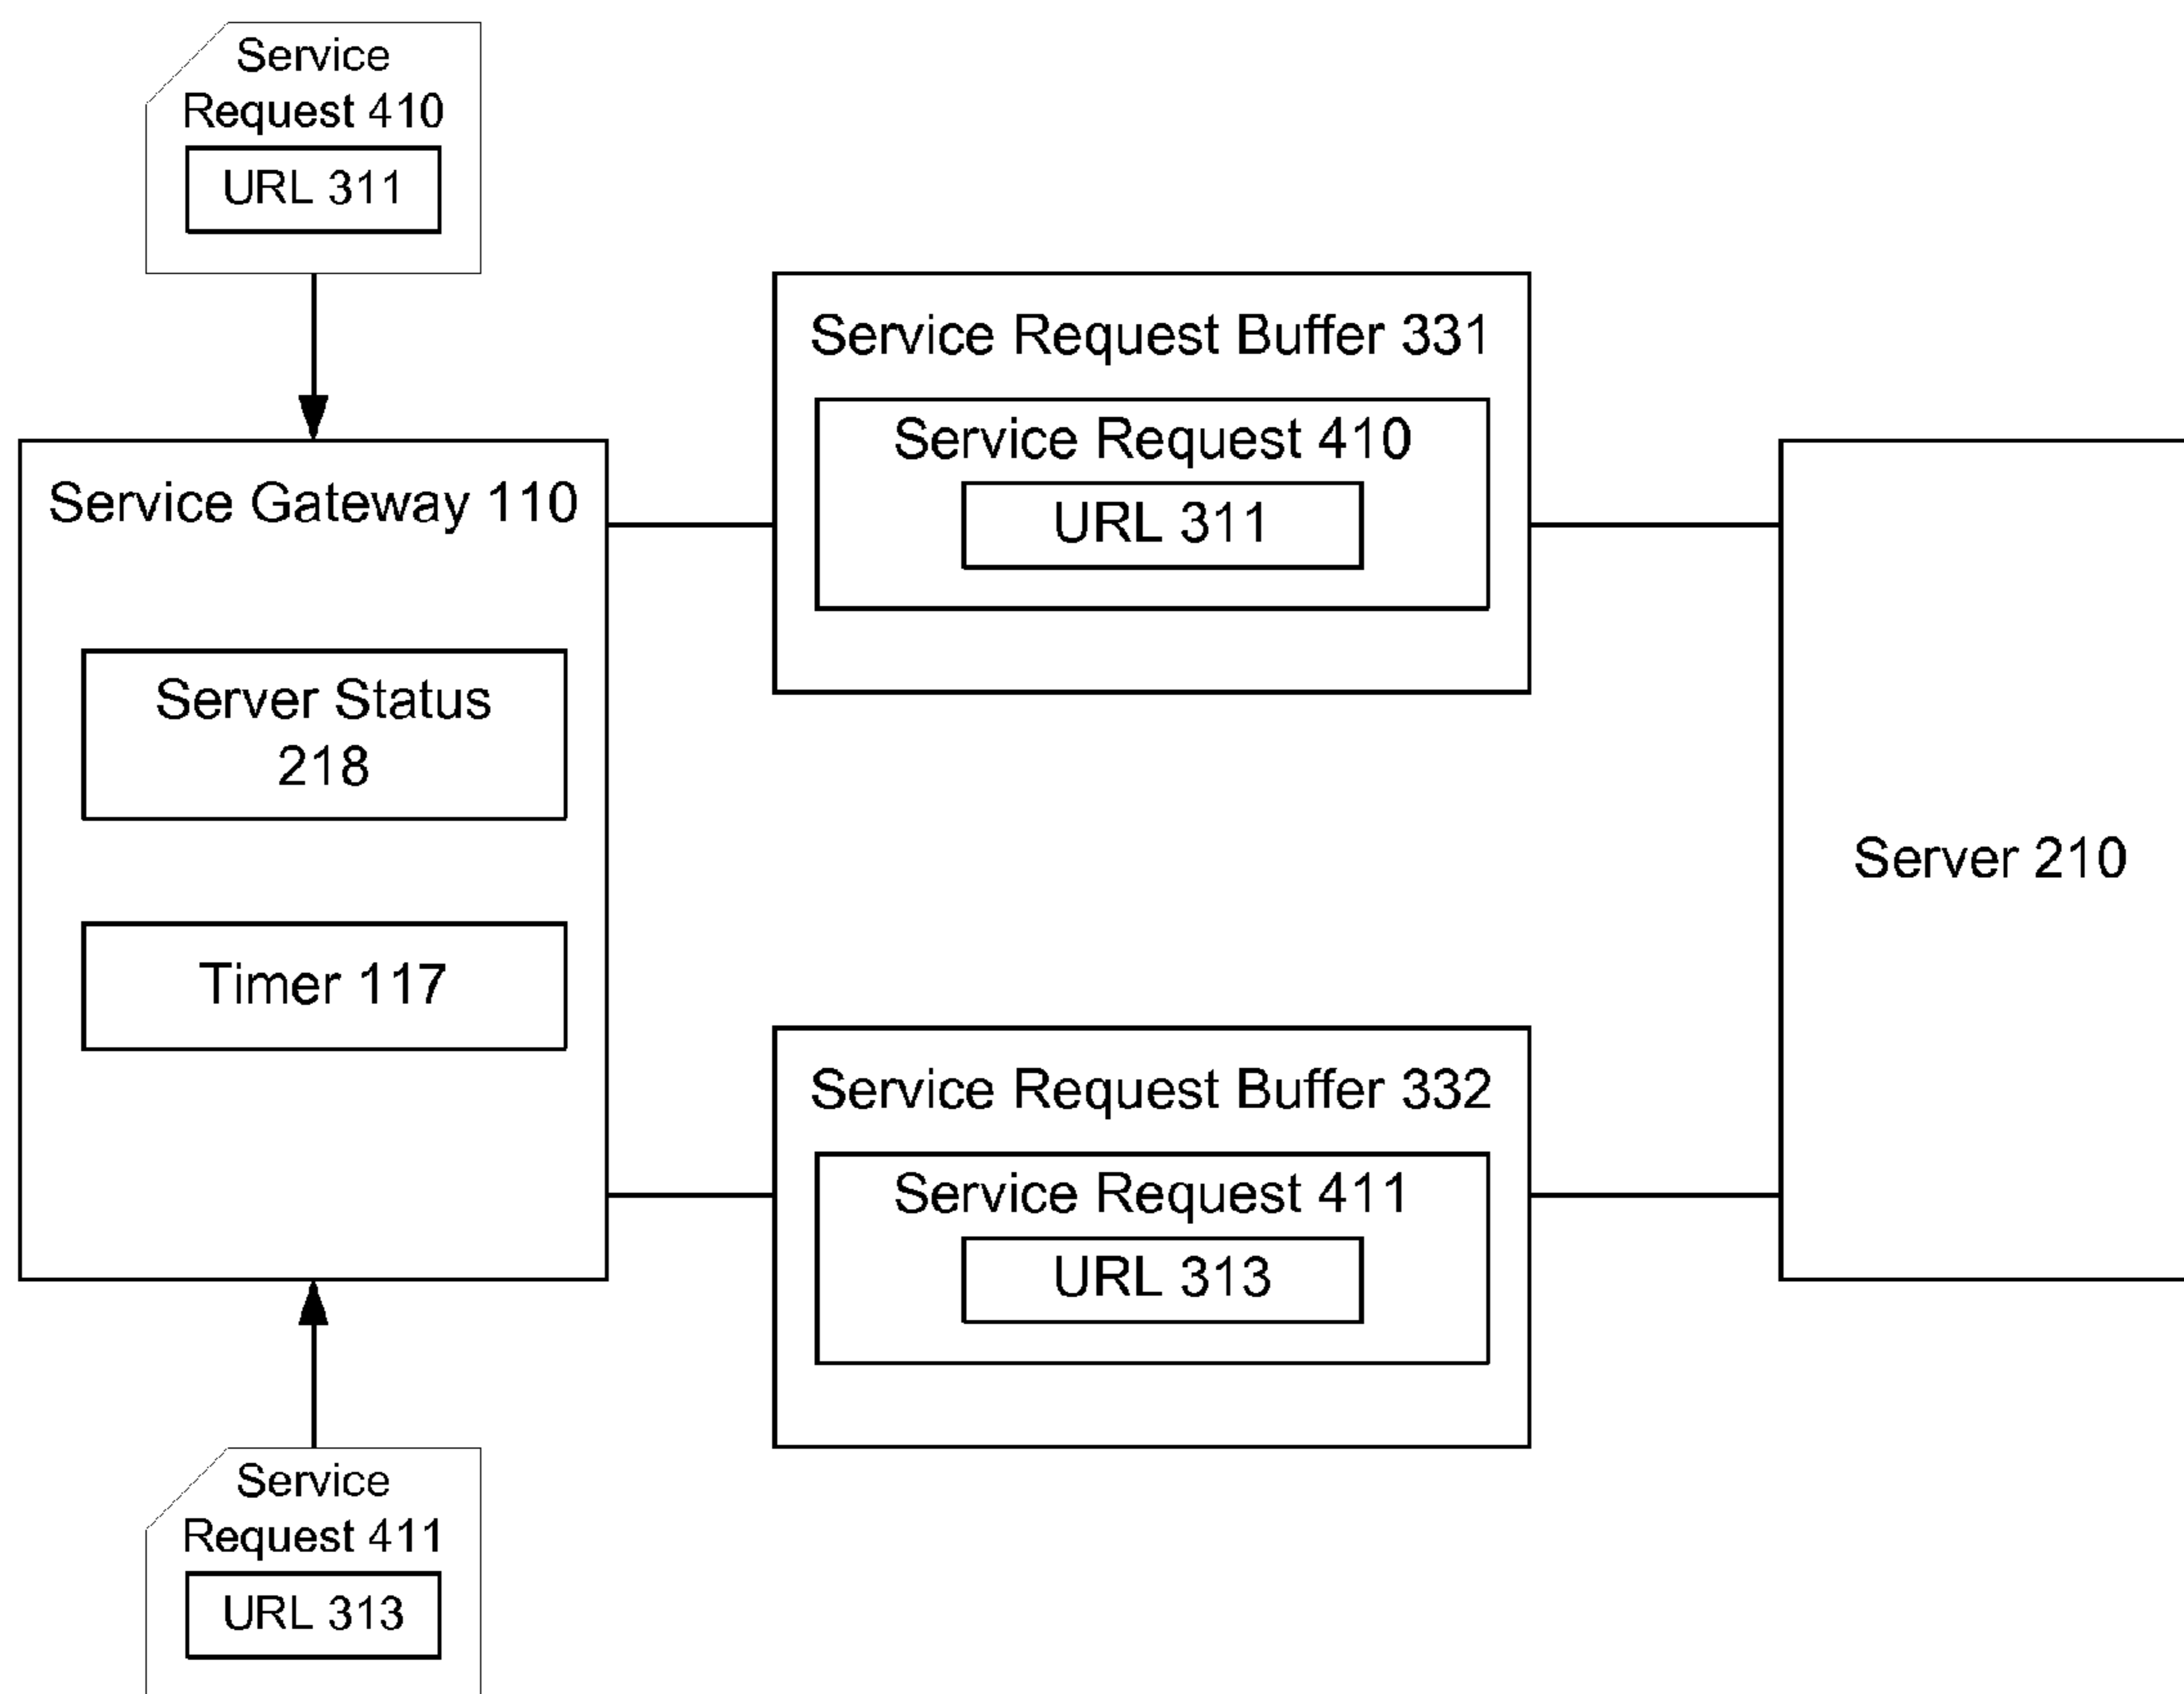 Service
Request 410
URL 311
Service Request Buffer 331
Service Request 410
URL 311
Service Gateway 110
Server Status
218
Timer 117
Server 210
Service Request Buffer 332
Service Request 411
URL 313
Service
Request 411
URL 313